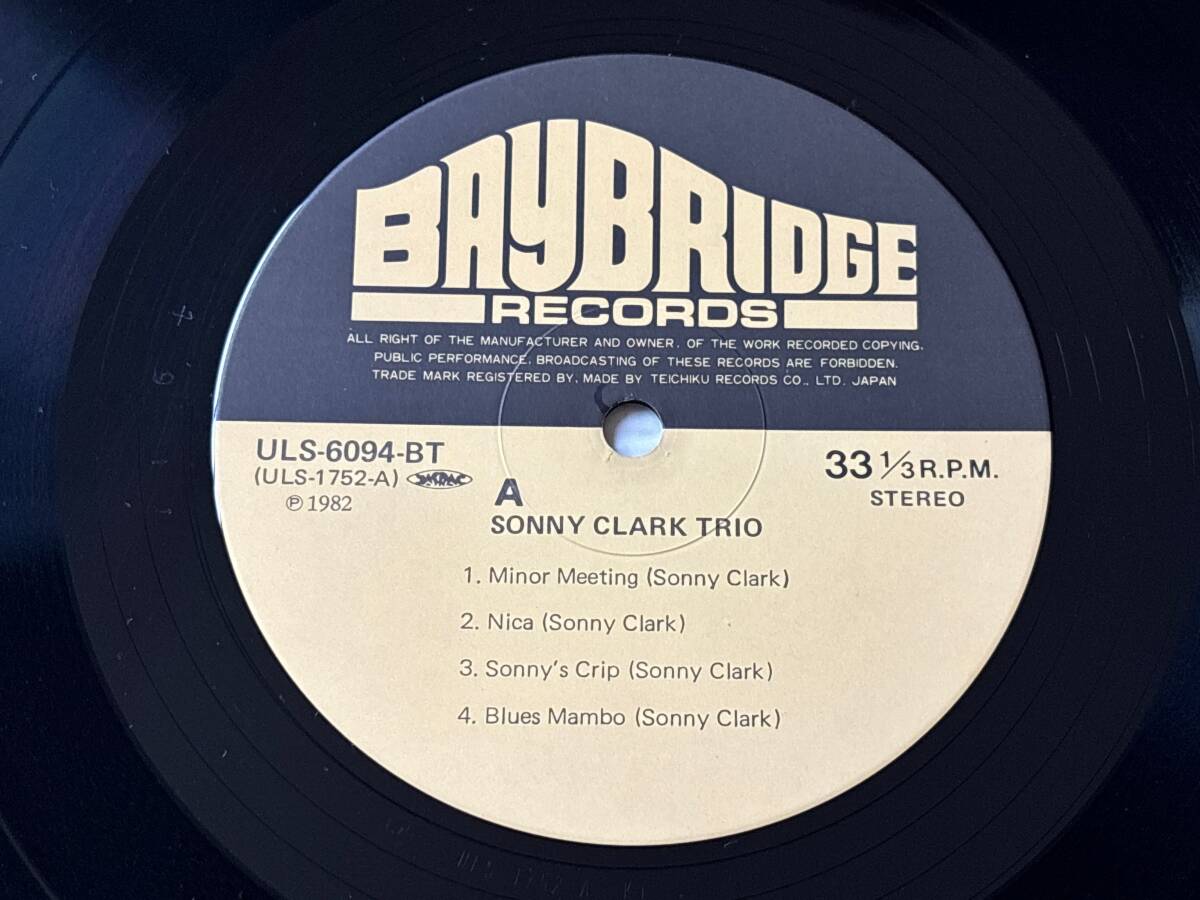 BAYBRIDGE
RECORDS
ALL RIGHT OF THE MANUFACTURER AND OWNER. OF THE WORK RECORDED COPYING.
PUBLIC PERFORMANCE. BROADCASTING OF THESE RECORDS ARE FORBIDDEN.
TRADE MARK REGISTERED BY. MADE BY TEICHIKU RECORDS CO., LTD. JAPAN
ULS-6094-BT
(ULS-1752-A)
℗ 1982
33 1/3 R.P.M.
STEREO
A
SONNY CLARK TRIO
1. Minor Meeting (Sonny Clark)
2. Nica (Sonny Clark)
3. Sonny's Crip (Sonny Clark)
4. Blues Mambo (Sonny Clark)